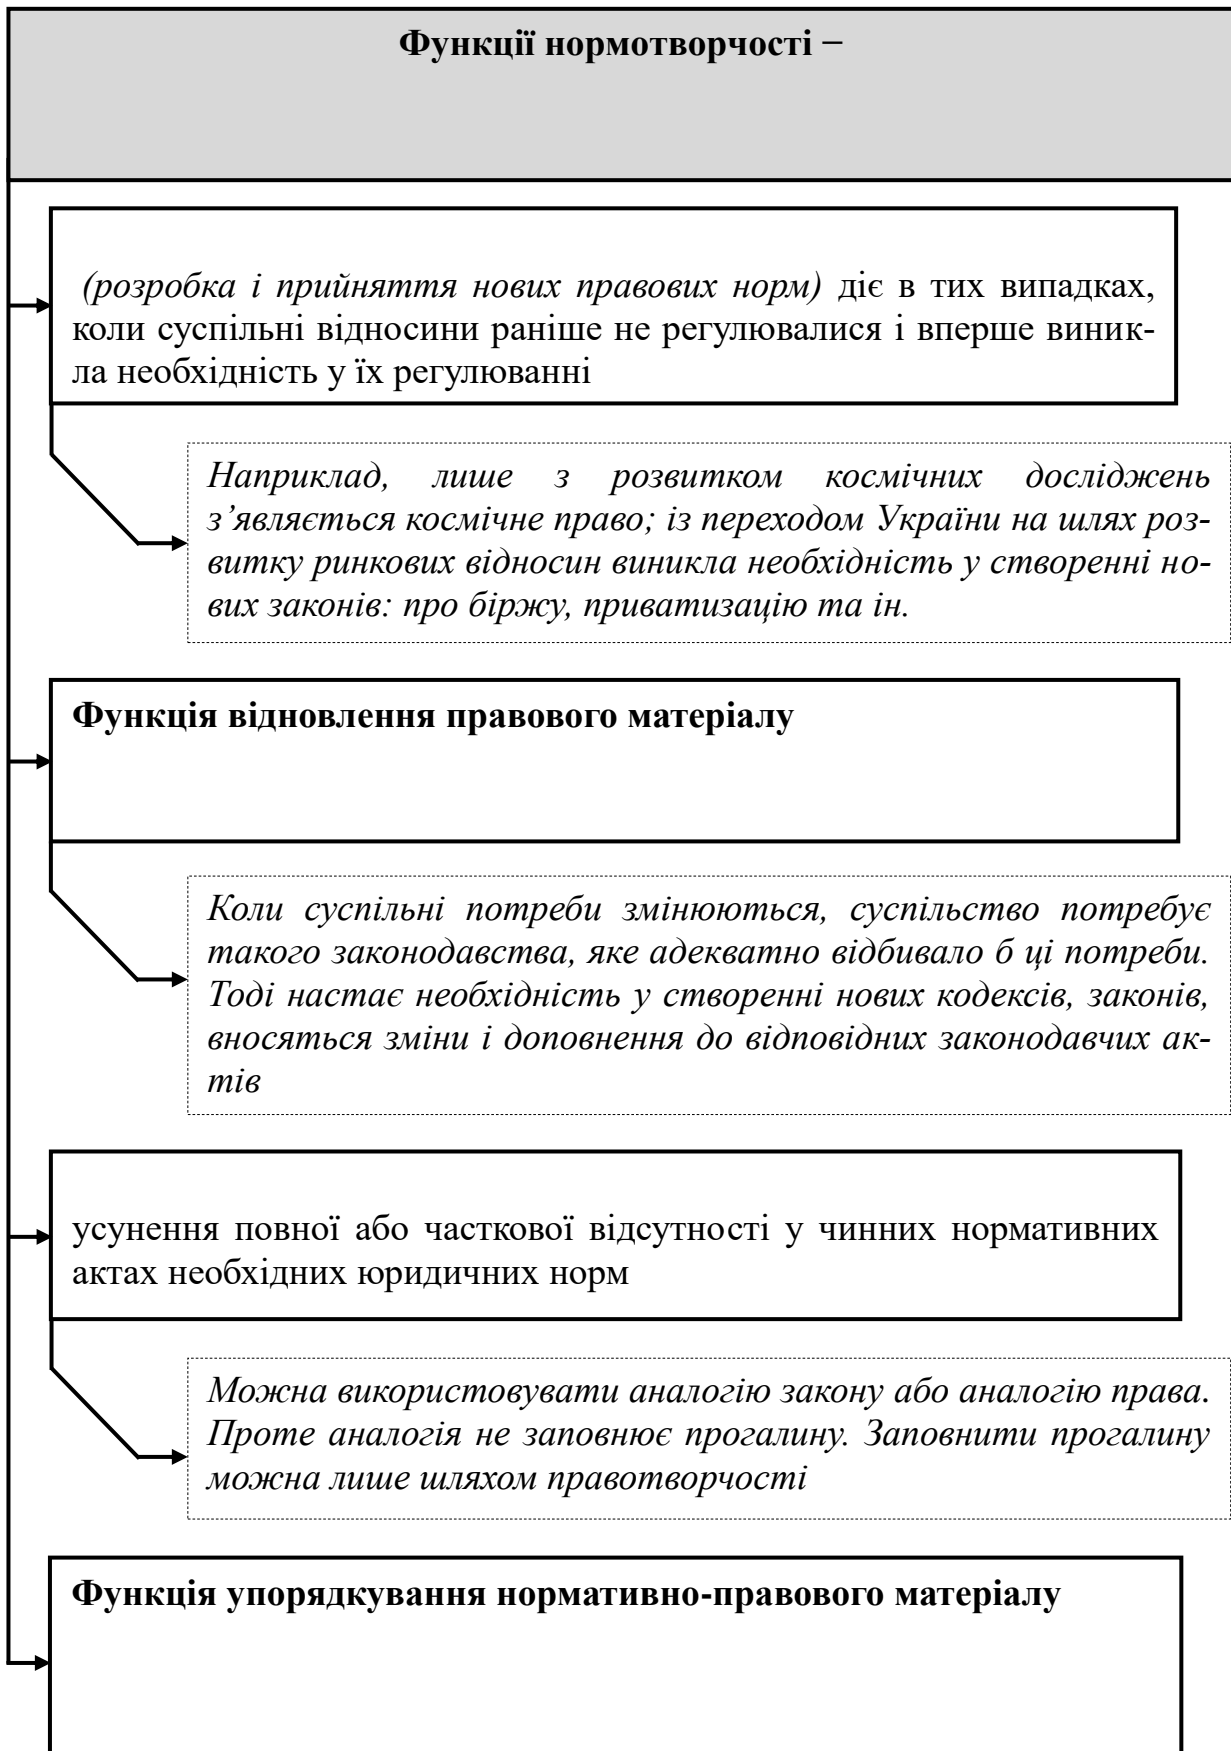 Функції нормотворчості –
(розробка і прийняття нових правових норм) діє в тих випадках,
коли суспільні відносини раніше не регулювалися і вперше виник-
ла необхідність у їх регулюванні
Наприклад, лише з розвитком космічних досліджень
з’являється космічне право; із переходом України на шлях роз-
витку ринкових відносин виникла необхідність у створенні но-
вих законів: про біржу, приватизацію та ін.
Функція відновлення правового матеріалу
Коли суспільні потреби змінюються, суспільство потребує
такого законодавства, яке адекватно відбивало б ці потреби.
Тоді настає необхідність у створенні нових кодексів, законів,
вносяться зміни і доповнення до відповідних законодавчих ак-
тів
усунення повної або часткової відсутності у чинних нормативних
актах необхідних юридичних норм
Можна використовувати аналогію закону або аналогію права.
Проте аналогія не заповнює прогалину. Заповнити прогалину
можна лише шляхом правотворчості
Функція упорядкування нормативно-правового матеріалу